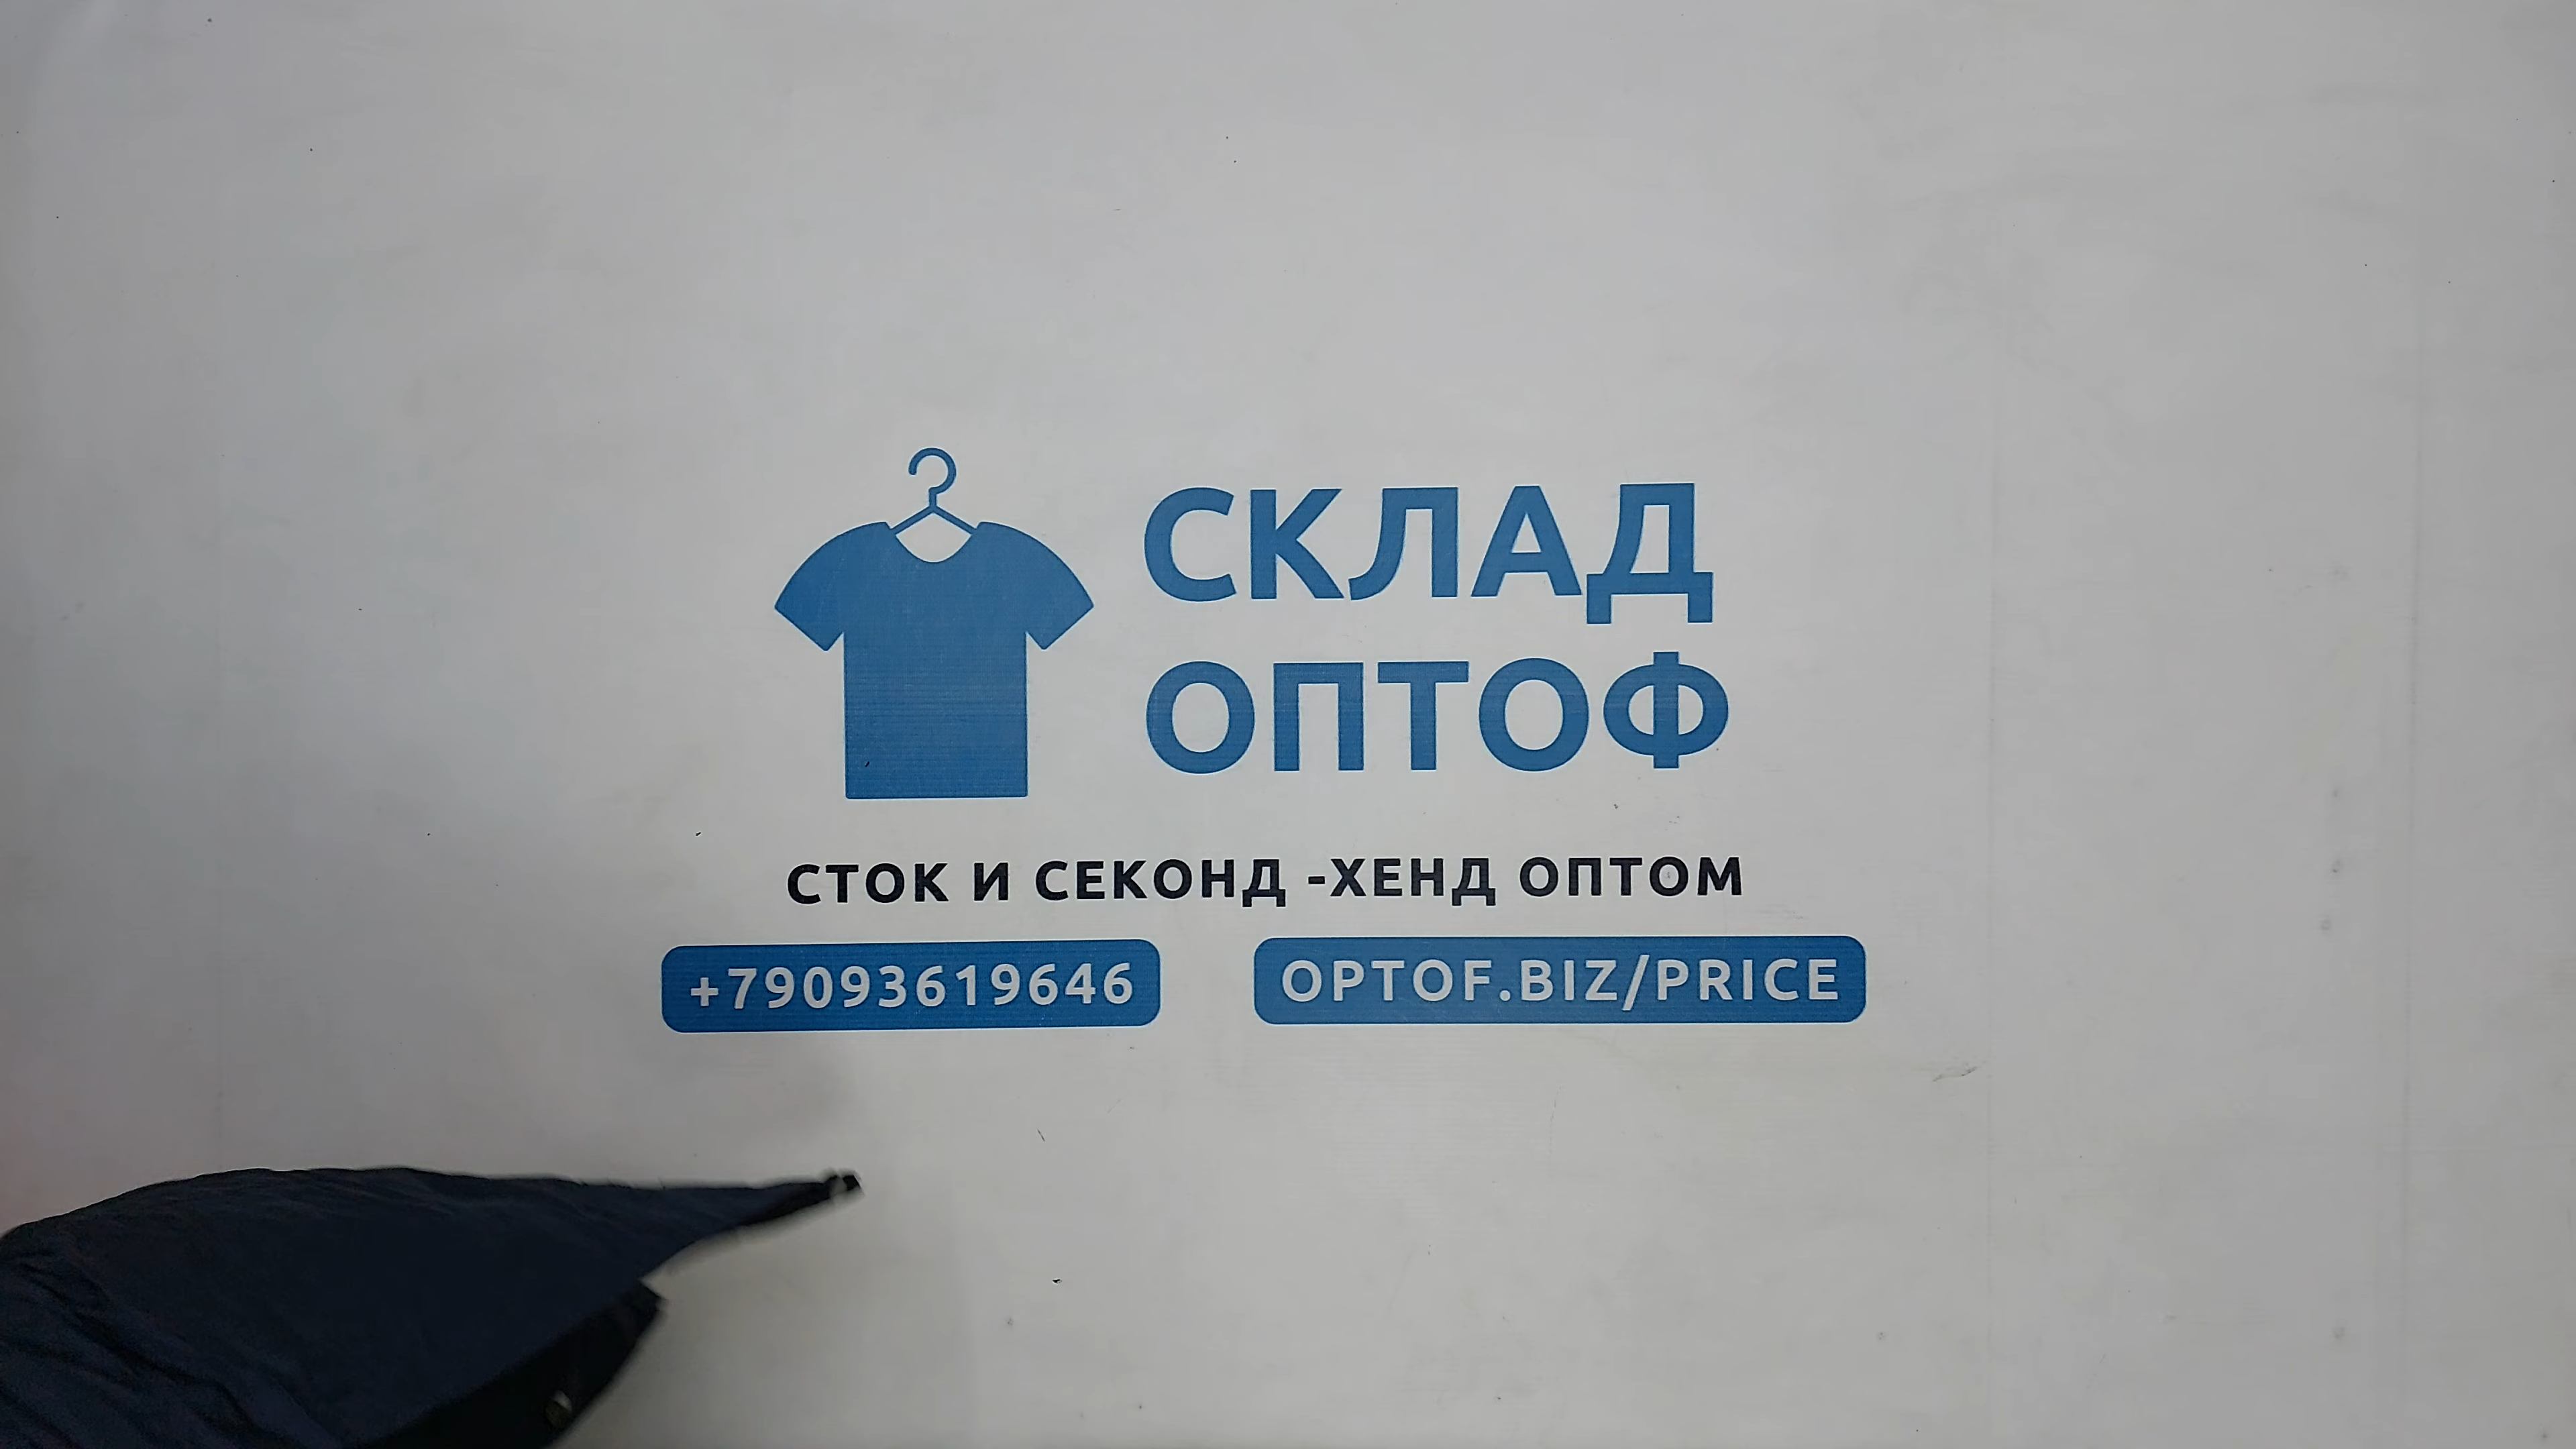 СКЛАД
ОПТОФ
СТОК И СЕКОНД -ХЕНД ОПТОМ
+79093619646
OPTOF.BIZ/PRICE